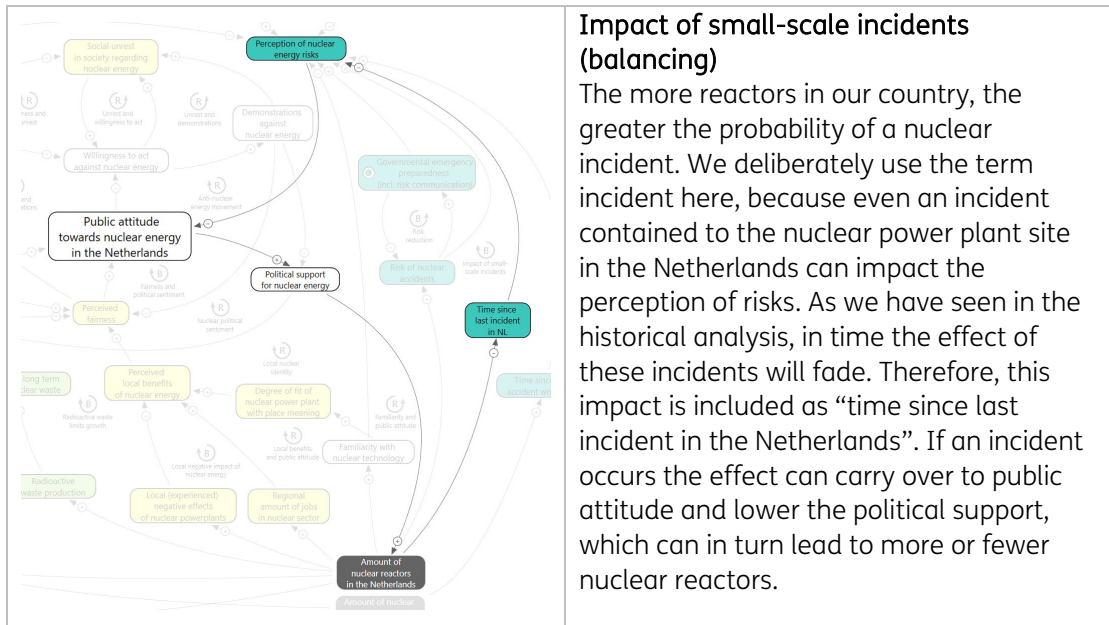 Social unrest
in society regarding
nuclear energy
Perception of nuclear
energy risks
R
R
R
Unrest and
willingness to act
Unrest and
demonstrations
Demonstrations
against
nuclear energy
Willingness to act
against nuclear energy
Governmental emergency
preparedness
(incl. risk communication)
R
Anti-nuclear
energy movement
Public attitude
towards nuclear energy
in the Netherlands
B
Risk
reduction
B
Impact of small-
scale incidents
Political support
for nuclear energy
Risk of nuclear
accidents
B
Fairness and
political sentiment
Perceived
fairness
R
Nuclear political
sentiment
Time since
last incident
in NL
R
Local nuclear
identity
long term
Perceived
local benefits
of nuclear energy
Degree of fit of
nuclear power plant
with place meaning
B
Radioactive waste
limits growth
R
Familiarity and
public attitude
R
Local benefits
and public attitude
Familiarity with
nuclear technology
B
Local negative impact of
nuclear energy
Radioactive
waste production
Local (experienced)
negative effects
of nuclear powerplants
Regional
amount of jobs
in nuclear sector
Amount of
nuclear reactors
in the Netherlands
Amount of nuclear
Impact of small-scale incidents
(balancing)
The more reactors in our country, the
greater the probability of a nuclear
incident. We deliberately use the term
incident here, because even an incident
contained to the nuclear power plant site
in the Netherlands can impact the
perception of risks. As we have seen in the
historical analysis, in time the effect of
these incidents will fade. Therefore, this
impact is included as “time since last
incident in the Netherlands”. If an incident
occurs the effect can carry over to public
attitude and lower the political support,
which can in turn lead to more or fewer
nuclear reactors.